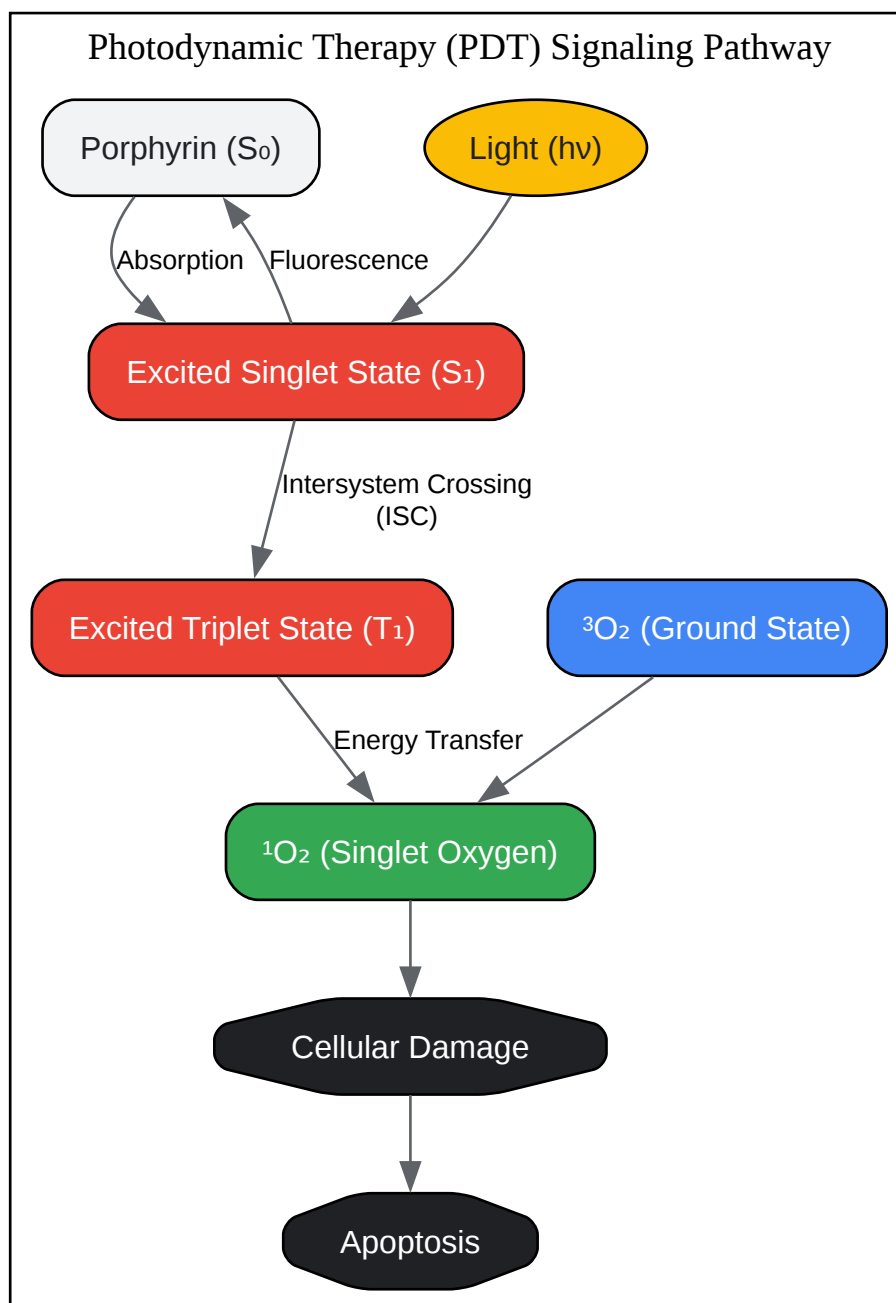 Photodynamic Therapy (PDT) Signaling Pathway
Porphyrin (S₀)
Light (hν)
Absorption
Fluorescence
Excited Singlet State (S₁)
Intersystem Crossing
(ISC)
Excited Triplet State (T₁)
³O₂ (Ground State)
Energy Transfer
¹O₂ (Singlet Oxygen)
Cellular Damage
Apoptosis